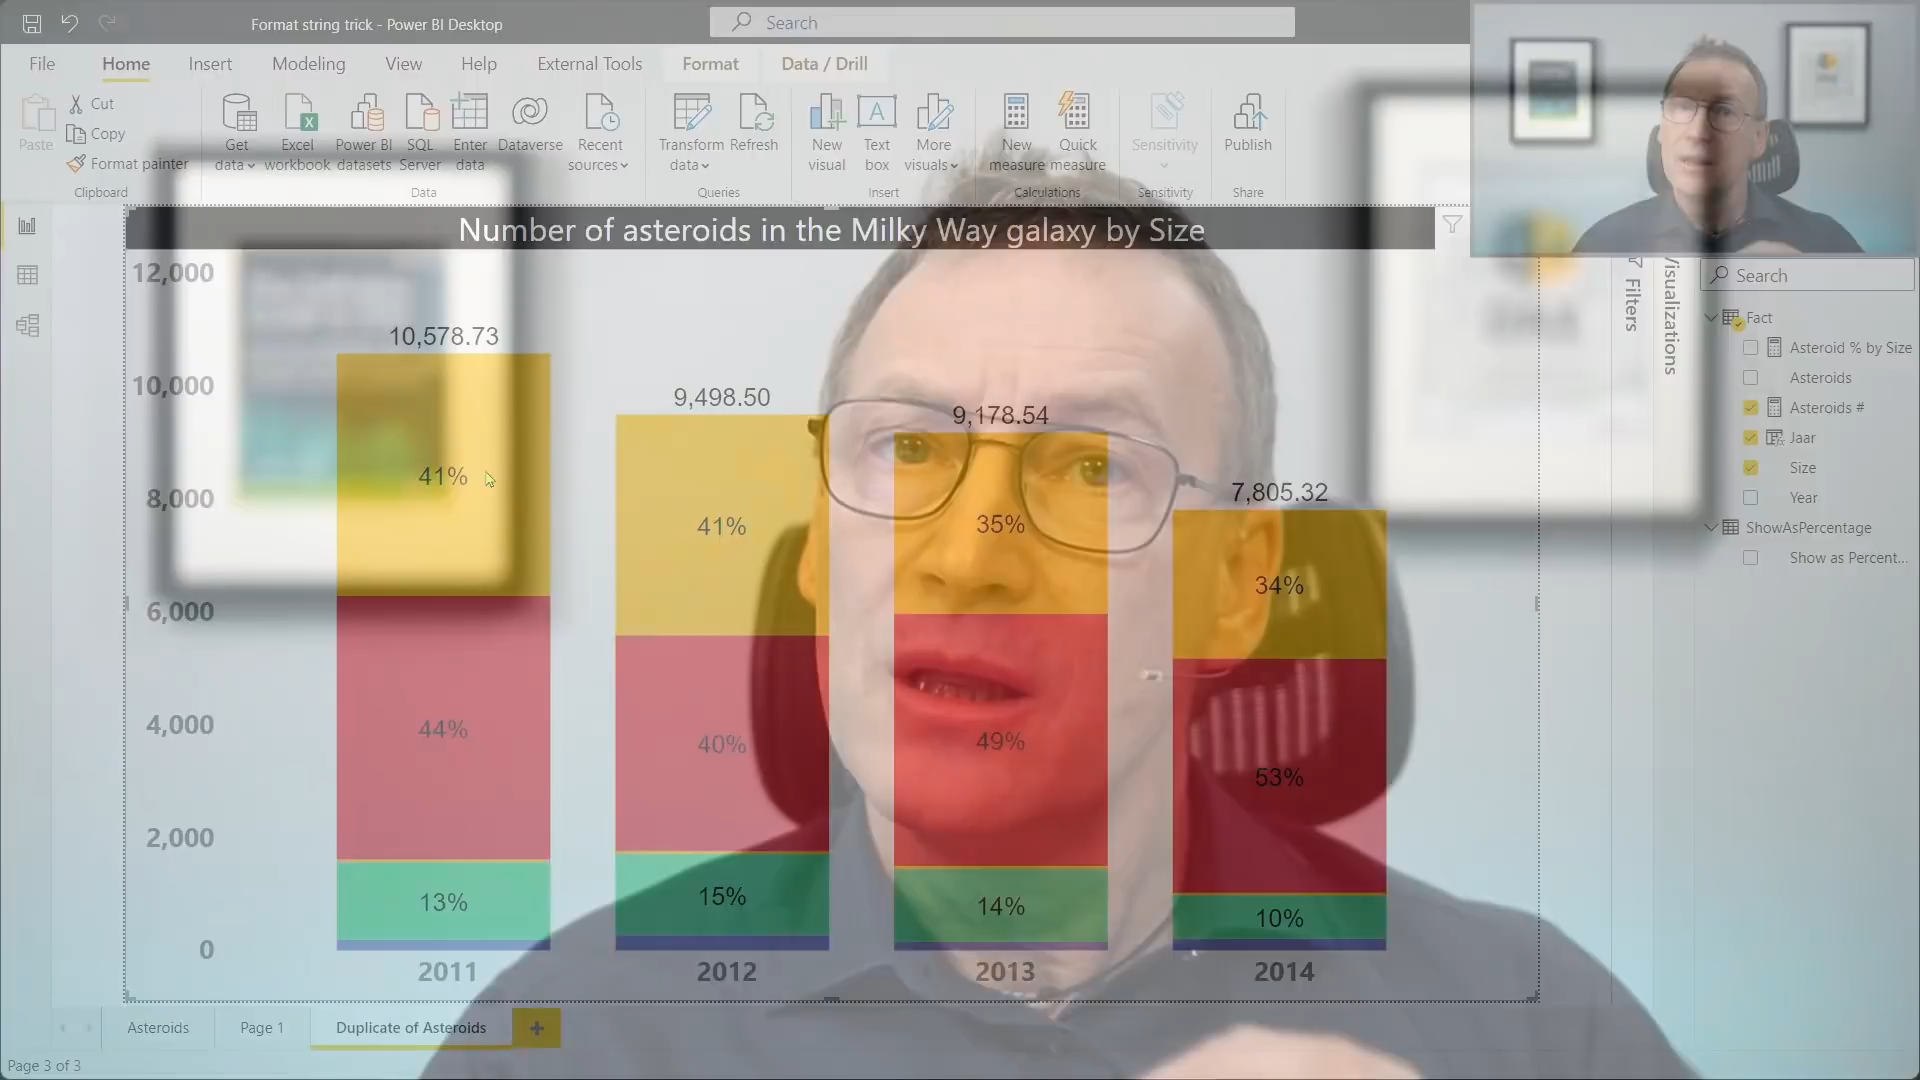 Format string trick - Power BI Desktop
Search
File Home Insert Modeling View Help External Tools Format Data / Drill
Paste
Cut
Copy
Format painter
Clipboard
Get data
Excel workbook
Power BI datasets
SQL Server
Enter data
Dataverse
Recent sources
Data
Transform data
Refresh
Queries
New visual
Text box
More visuals
Insert
New measure
Quick measure
Calculations
Sensitivity
Sensitivity
Publish
Share
Number of asteroids in the Milky Way galaxy by Size
12,000
10,000
8,000
6,000
4,000
2,000
0
10,578.73
41%
44%
13%
2011
9,498.50
41%
40%
15%
2012
9,178.54
35%
49%
14%
2013
7,805.32
34%
53%
10%
2014
Filters
Visualizations
Search
Fact
Asteroid % by Size
Asteroids
Asteroids #
Jaar
Size
Year
ShowAsPercentage
Show as Percent...
Asteroids
Page 1
Duplicate of Asteroids
+
Page 3 of 3